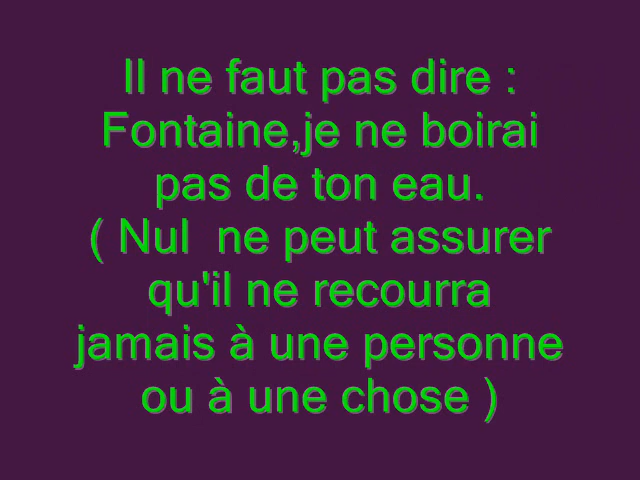 Il ne faut pas dire :
Fontaine,je ne boirai
pas de ton eau.
( Nul  ne peut assurer
qu'il ne recourra
jamais à une personne
ou à une chose )